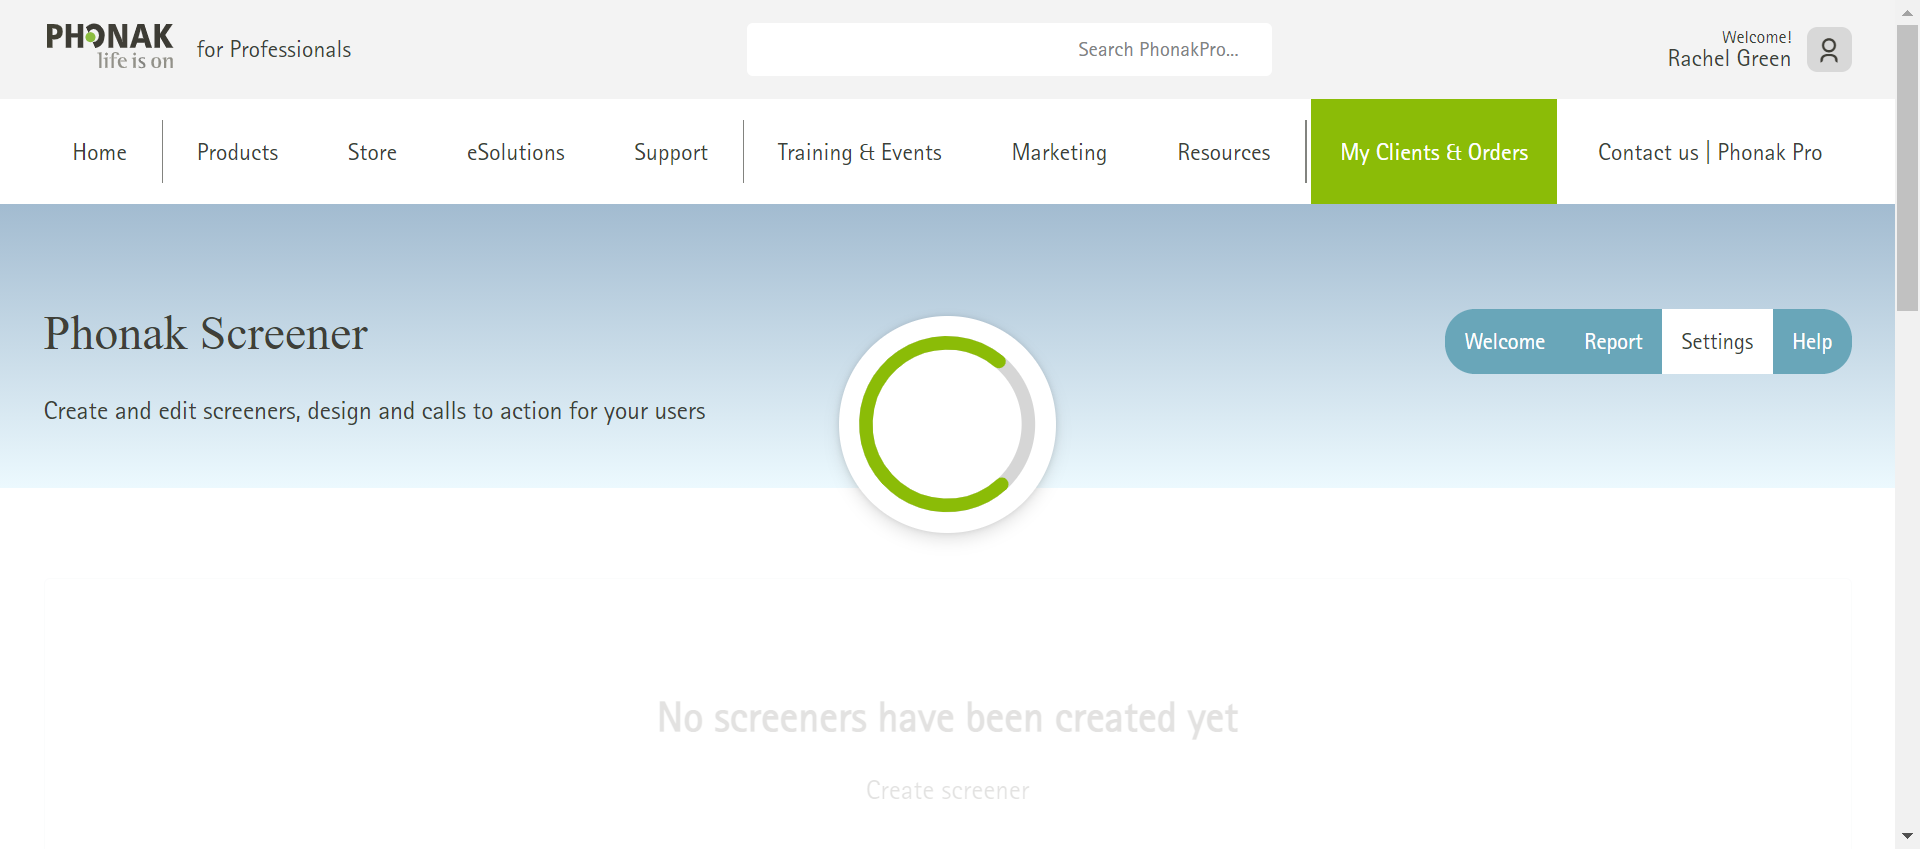 PHONAK
life is on
for Professionals
Search PhonakPro...
Welcome!
Rachel Green
Home
Products
Store
eSolutions
Support
Training & Events
Marketing
Resources
My Clients & Orders
Contact us | Phonak Pro
Phonak Screener
Welcome
Report
Settings
Help
Create and edit screeners, design and calls to action for your users
No screeners have been created yet
Create screener